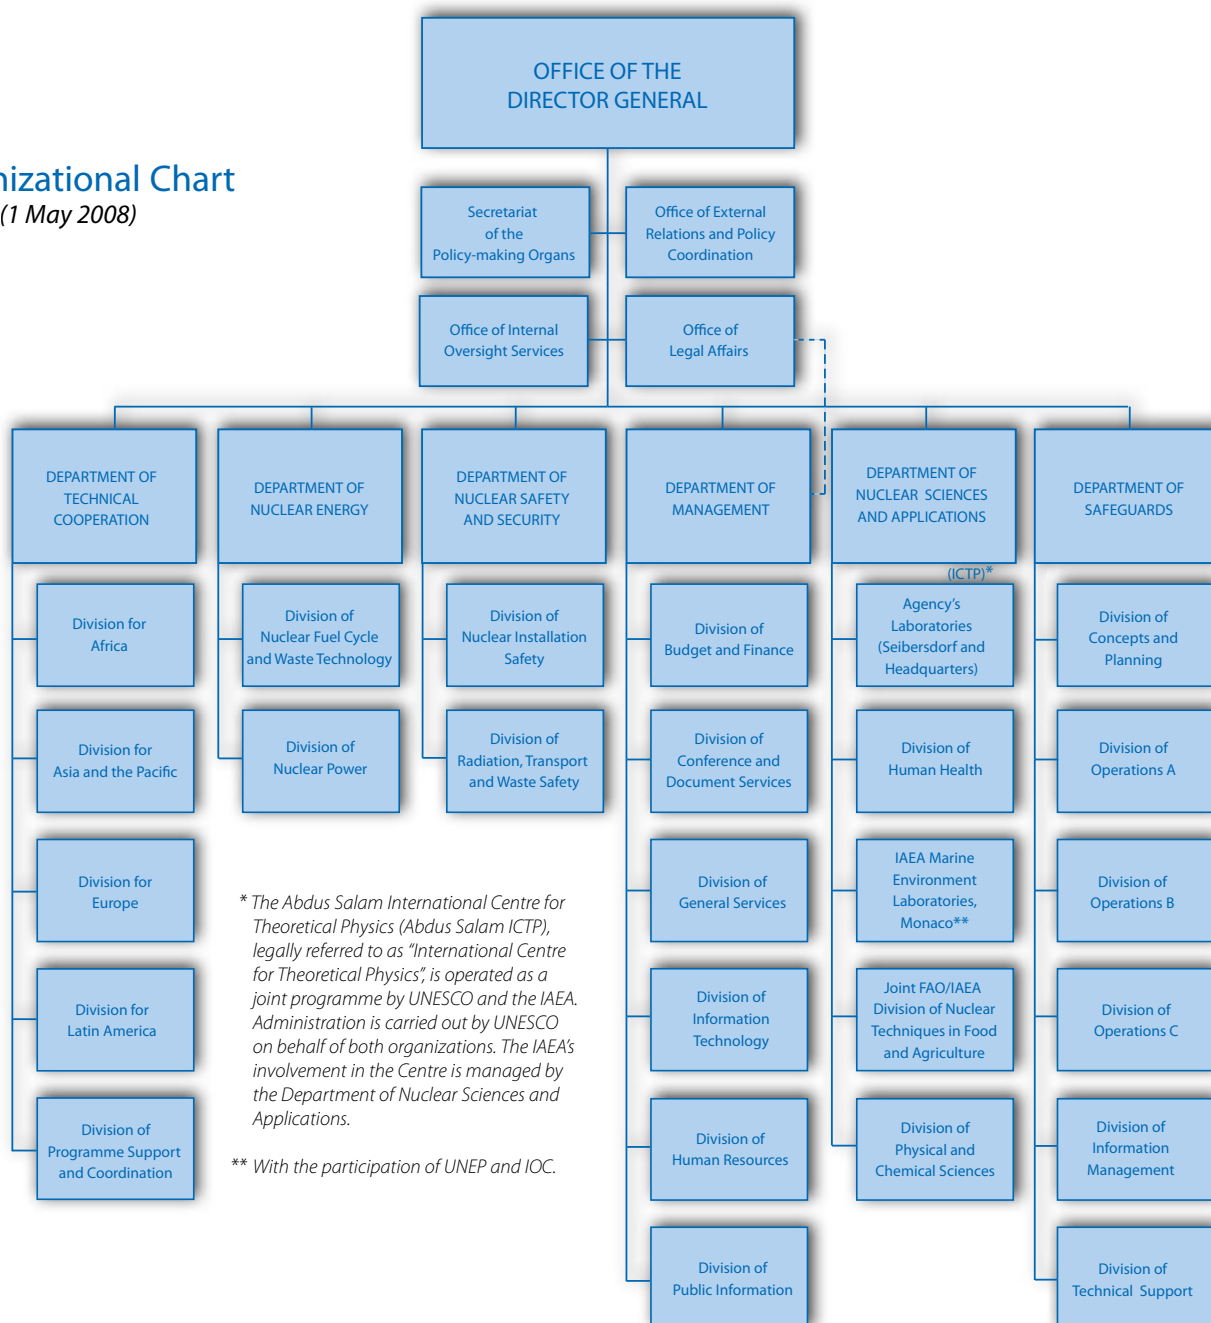 OFFICE OF THE
DIRECTOR GENERAL
nizational Chart
(1 May 2008)
Secretariat
of the
Policy-making Organs
Office of External
Relations and Policy
Coordination
Office of Internal
Oversight Services
Office of
Legal Affairs
DEPARTMENT OF
TECHNICAL
COOPERATION
DEPARTMENT OF
NUCLEAR ENERGY
DEPARTMENT OF
NUCLEAR SAFETY
AND SECURITY
DEPARTMENT OF
MANAGEMENT
DEPARTMENT OF
NUCLEAR SCIENCES
AND APPLICATIONS
DEPARTMENT OF
SAFEGUARDS
(ICTP)*
Division for
Africa
Division for
Asia and the Pacific
Division for
Europe
Division for
Latin America
Division of
Programme Support
and Coordination
Division of
Nuclear Fuel Cycle
and Waste Technology
Division of
Nuclear Power
Division of
Nuclear Installation
Safety
Division of
Radiation, Transport
and Waste Safety
Division of
Budget and Finance
Division of
Conference and
Document Services
Division of
General Services
Division of
Information
Technology
Division of
Human Resources
Division of
Public Information
Agency's
Laboratories
(Seibersdorf and
Headquarters)
Division of
Human Health
IAEA Marine
Environment
Laboratories,
Monaco**
Joint FAO/IAEA
Division of Nuclear
Techniques in Food
and Agriculture
Division of
Physical and
Chemical Sciences
Division of
Concepts and
Planning
Division of
Operations A
Division of
Operations B
Division of
Operations C
Division of
Information
Management
Division of
Technical Support
* The Abdus Salam International Centre for
Theoretical Physics (Abdus Salam ICTP),
legally referred to as "International Centre
for Theoretical Physics", is operated as a
joint programme by UNESCO and the IAEA.
Administration is carried out by UNESCO
on behalf of both organizations. The IAEA's
involvement in the Centre is managed by
the Department of Nuclear Sciences and
Applications.
** With the participation of UNEP and IOC.